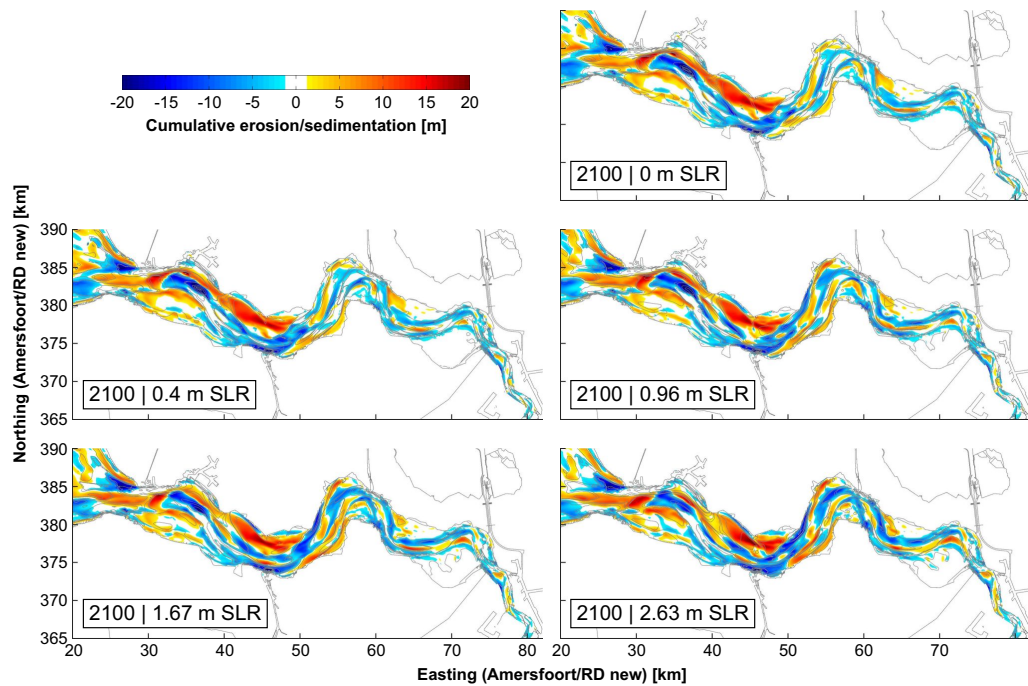 -20 -15 -10 -5 0 5 10 15 20
Cumulative erosion/sedimentation [m]
2100 | 0 m SLR
Northing (Amersfoort/RD new) [km]
390
385
380
375
370
365
2100 | 0.4 m SLR
2100 | 0.96 m SLR
390
385
380
375
370
365
2100 | 1.67 m SLR
2100 | 2.63 m SLR
20 30 40 50 60 70 80
20 30 40 50 60 70 80
Easting (Amersfoort/RD new) [km]